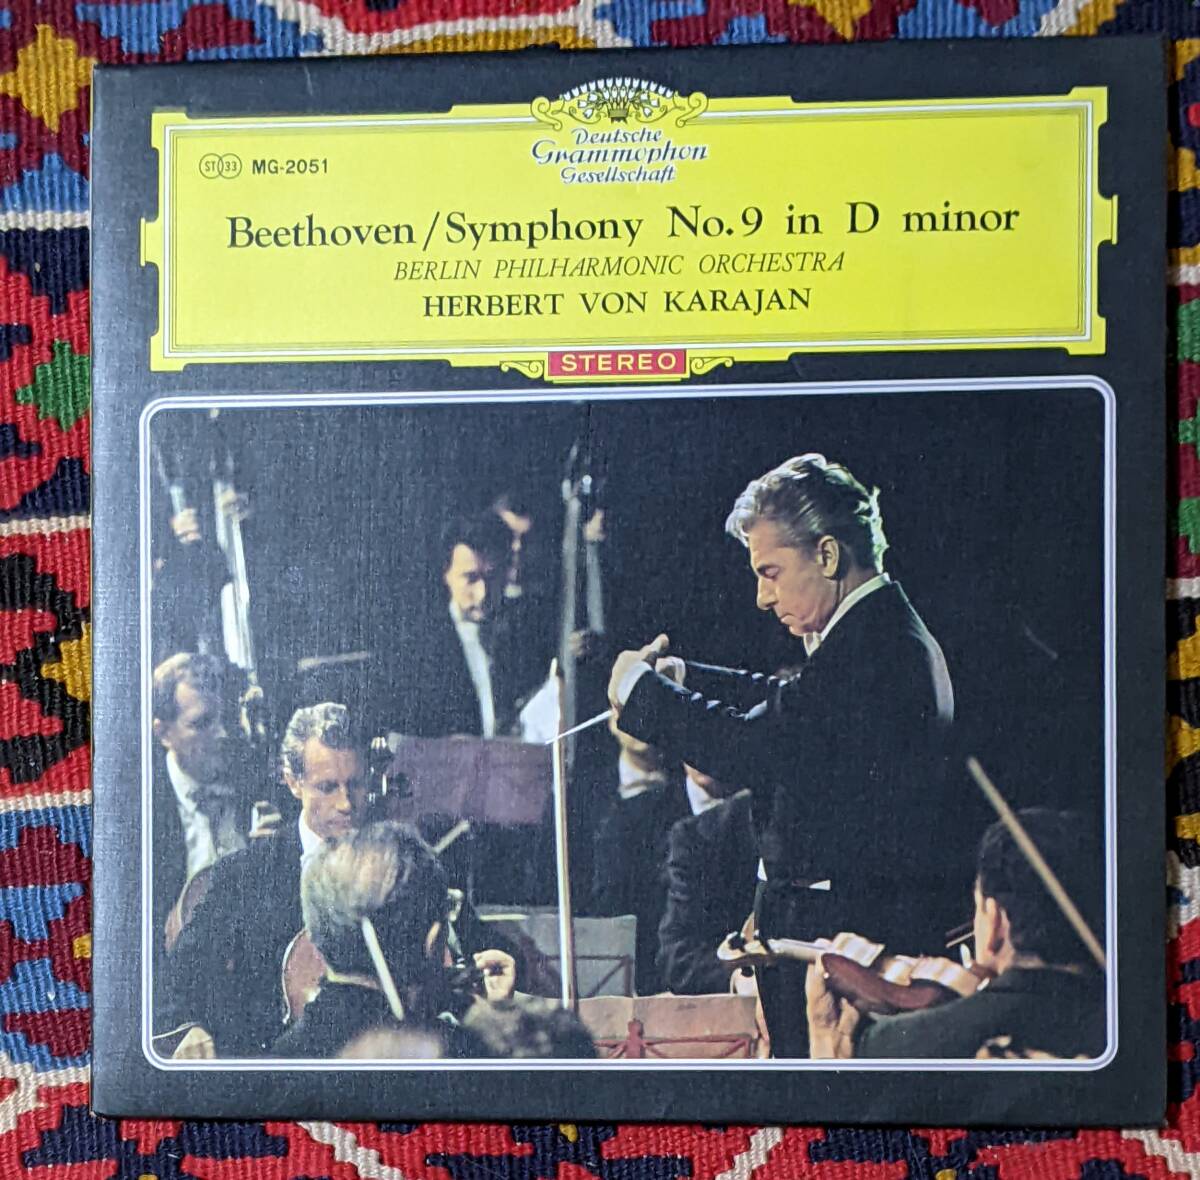 Deutsche
Grammophon
Gesellschaft
ST 33 MG-2051
Beethoven/Symphony No.9 in D minor
BERLIN PHILHARMONIC ORCHESTRA
HERBERT VON KARAJAN
STEREO